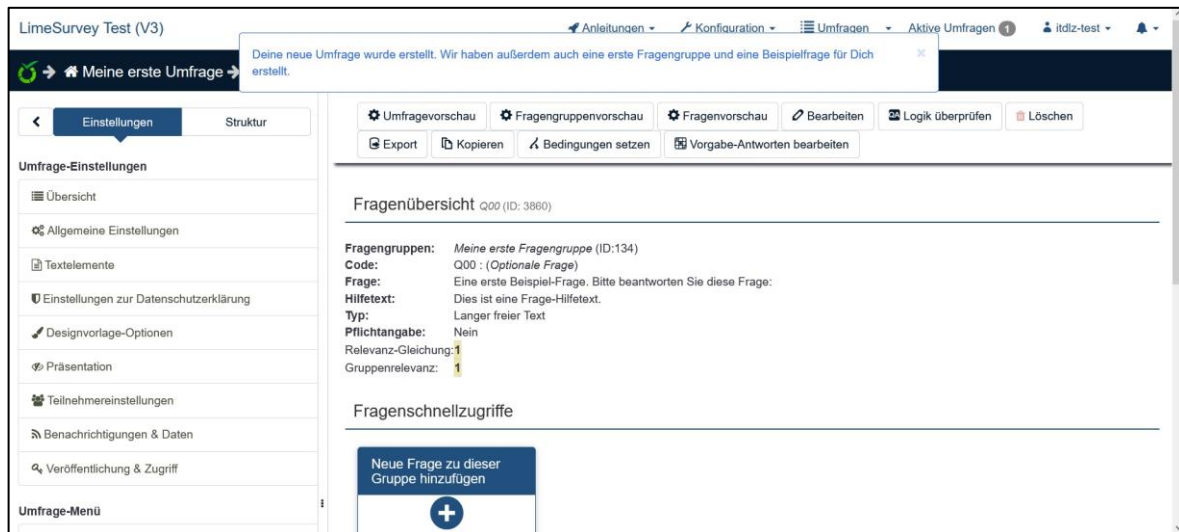 LimeSurvey Test (V3)
Anleitungen
Konfiguration
Umfragen
Aktive Umfragen 1
itdlz-test
Deine neue Umfrage wurde erstellt. Wir haben außerdem auch eine erste Fragengruppe und eine Beispielfrage für Dich
erstellt.
×
Meine erste Umfrage
Einstellungen
Struktur
Umfrage-Einstellungen
Übersicht
Allgemeine Einstellungen
Textelemente
Einstellungen zur Datenschutzerklärung
Designvorlage-Optionen
Präsentation
Teilnehmereinstellungen
Benachrichtigungen & Daten
Veröffentlichung & Zugriff
Umfrage-Menü
Umfragevorschau
Fragengruppenvorschau
Fragenvorschau
Bearbeiten
Logik überprüfen
Löschen
Export
Kopieren
Bedingungen setzen
Vorgabe-Antworten bearbeiten
Fragenübersicht Q00 (ID: 3860)
Fragengruppen: Meine erste Fragengruppe (ID:134)
Code: Q00 : (Optionale Frage)
Frage: Eine erste Beispiel-Frage. Bitte beantworten Sie diese Frage:
Hilfetext: Dies ist eine Frage-Hilfetext.
Typ: Langer freier Text
Pflichtangabe: Nein
Relevanz-Gleichung: 1
Gruppenrelevanz: 1
Fragenschnellzugriffe
Neue Frage zu dieser
Gruppe hinzufügen